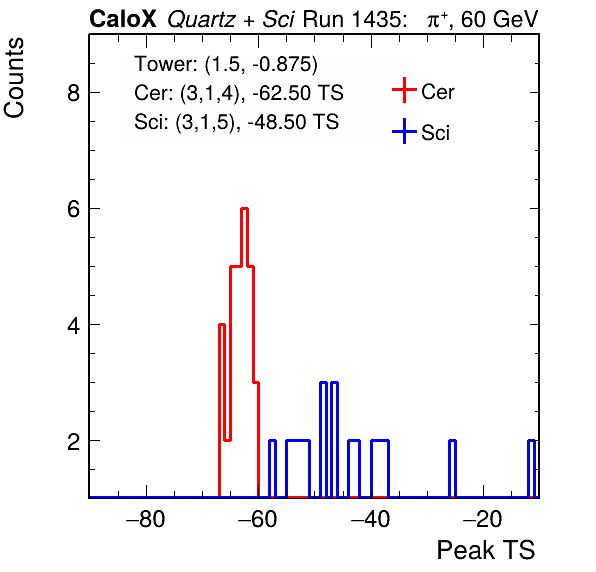 CaloX Quartz + Sci Run 1435: π⁺, 60 GeV
Tower: (1.5, -0.875)
Cer: (3,1,4), -62.50 TS
Sci: (3,1,5), -48.50 TS
Cer
Sci
Counts
8
6
4
2
−80 −60 −40 −20
Peak TS